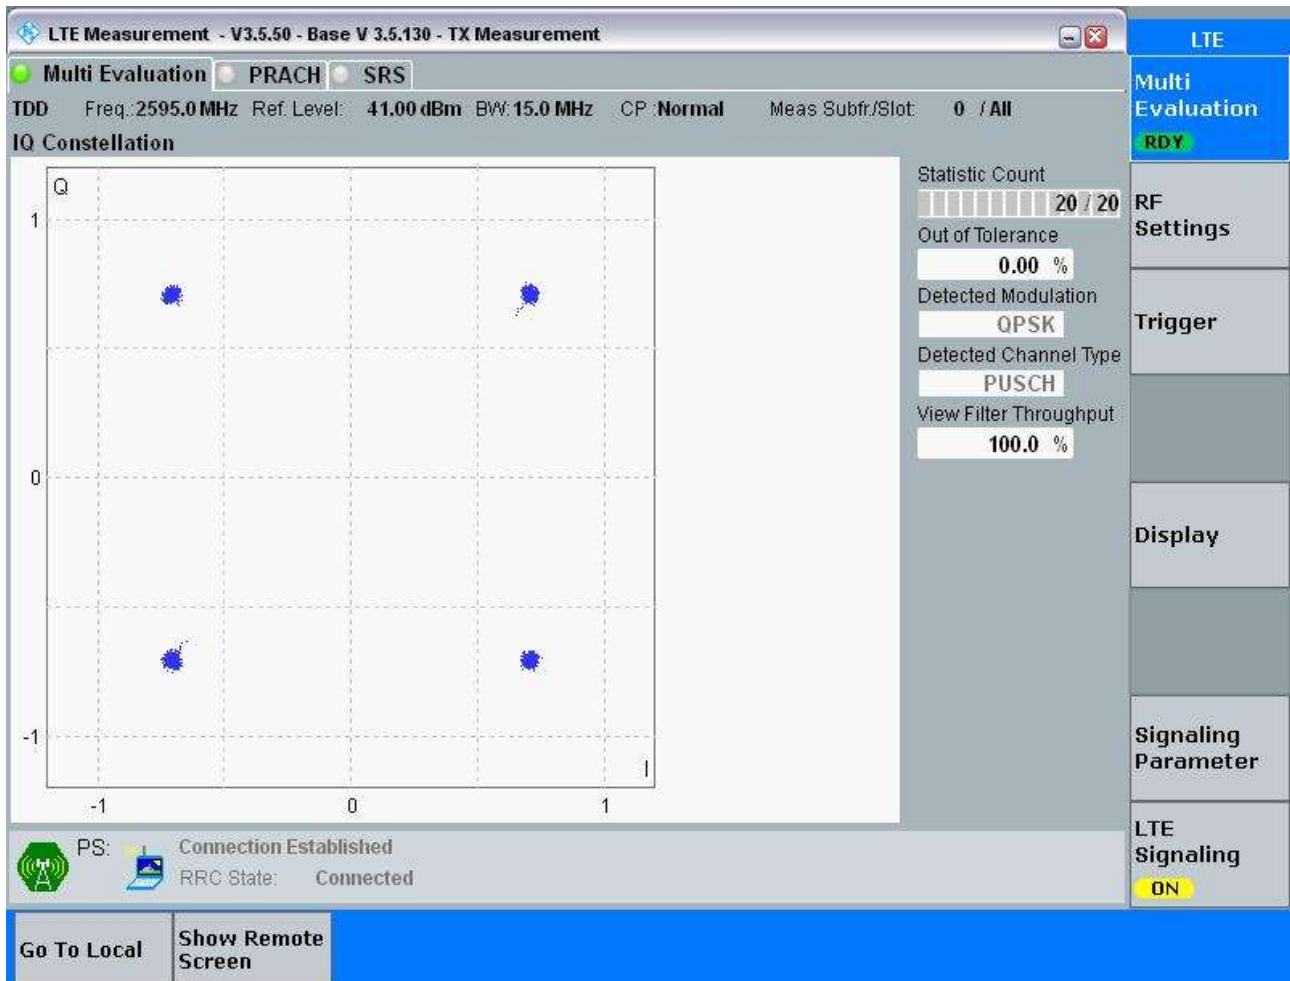 LTE Measurement - V3.5.50 - Base V 3.5.130 - TX Measurement
LTE
Multi Evaluation PRACH SRS
Multi
Evaluation
RDY
TDD Freq.:2595.0 MHz Ref. Level: 41.00 dBm BW:15.0 MHz CP :Normal Meas Subfr./Slot: 0 / All
IQ Constellation
Q
1
0
-1
-1 0 1
I
Statistic Count
20 / 20
Out of Tolerance
0.00 %
Detected Modulation
QPSK
Detected Channel Type
PUSCH
View Filter Throughput
100.0 %
RF
Settings
Trigger
Display
Signaling
Parameter
LTE
Signaling
ON
PS: Connection Established
RRC State: Connected
Go To Local
Show Remote
Screen